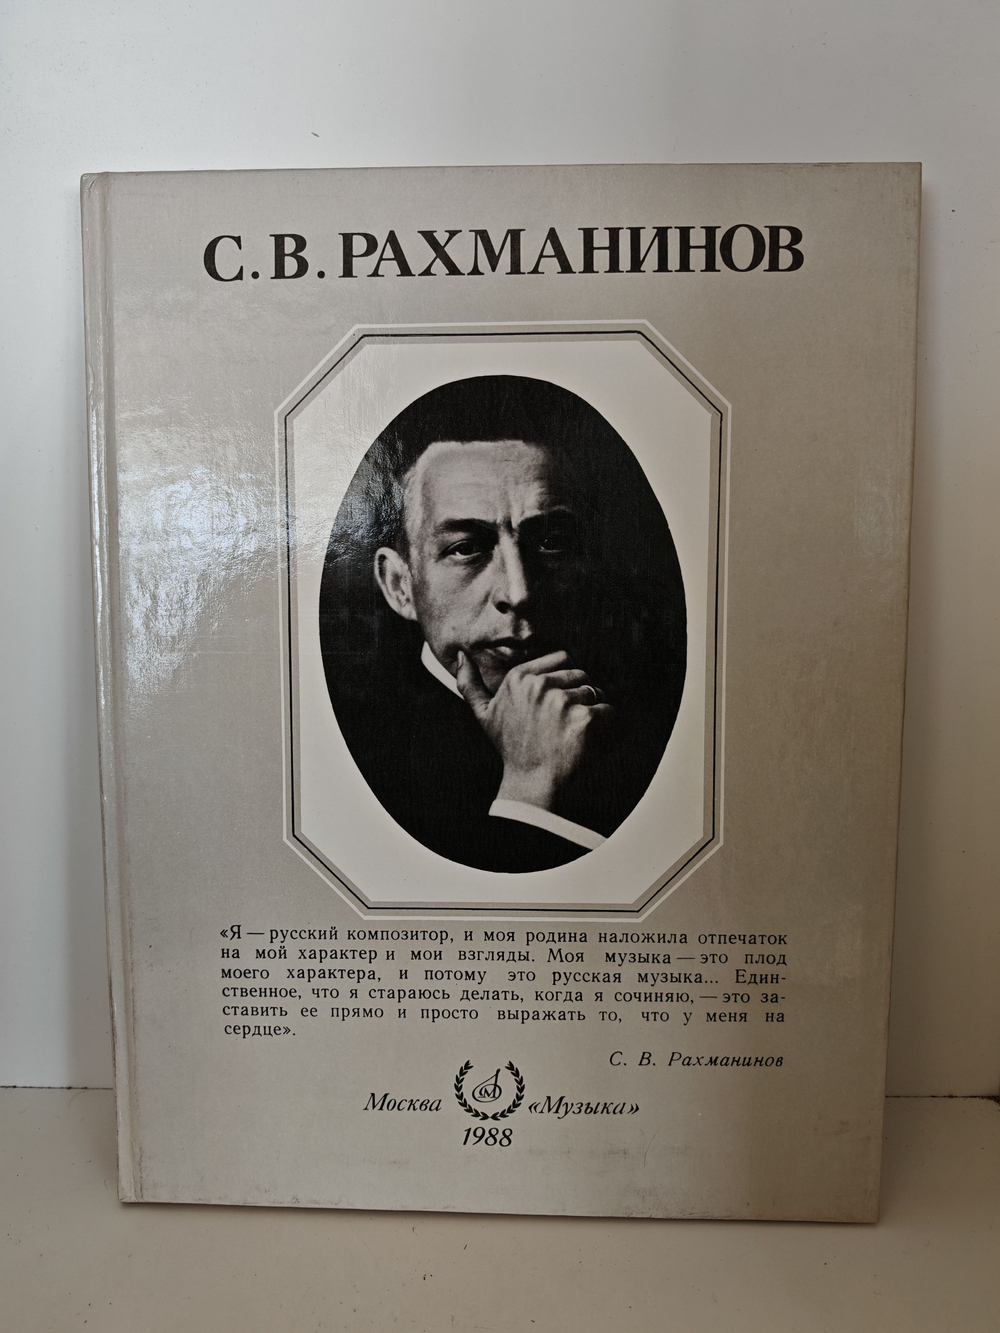 С. В. РАХМАНИНОВ
«Я — русский композитор, и моя родина наложила отпечаток
на мой характер и мои взгляды. Моя музыка — это плод
моего характера, и потому это русская музыка... Един-
ственное, что я стараюсь делать, когда я сочиняю, — это за-
ставить ее прямо и просто выражать то, что у меня на
сердце».
С. В. Рахманинов
Москва «Музыка»
1988